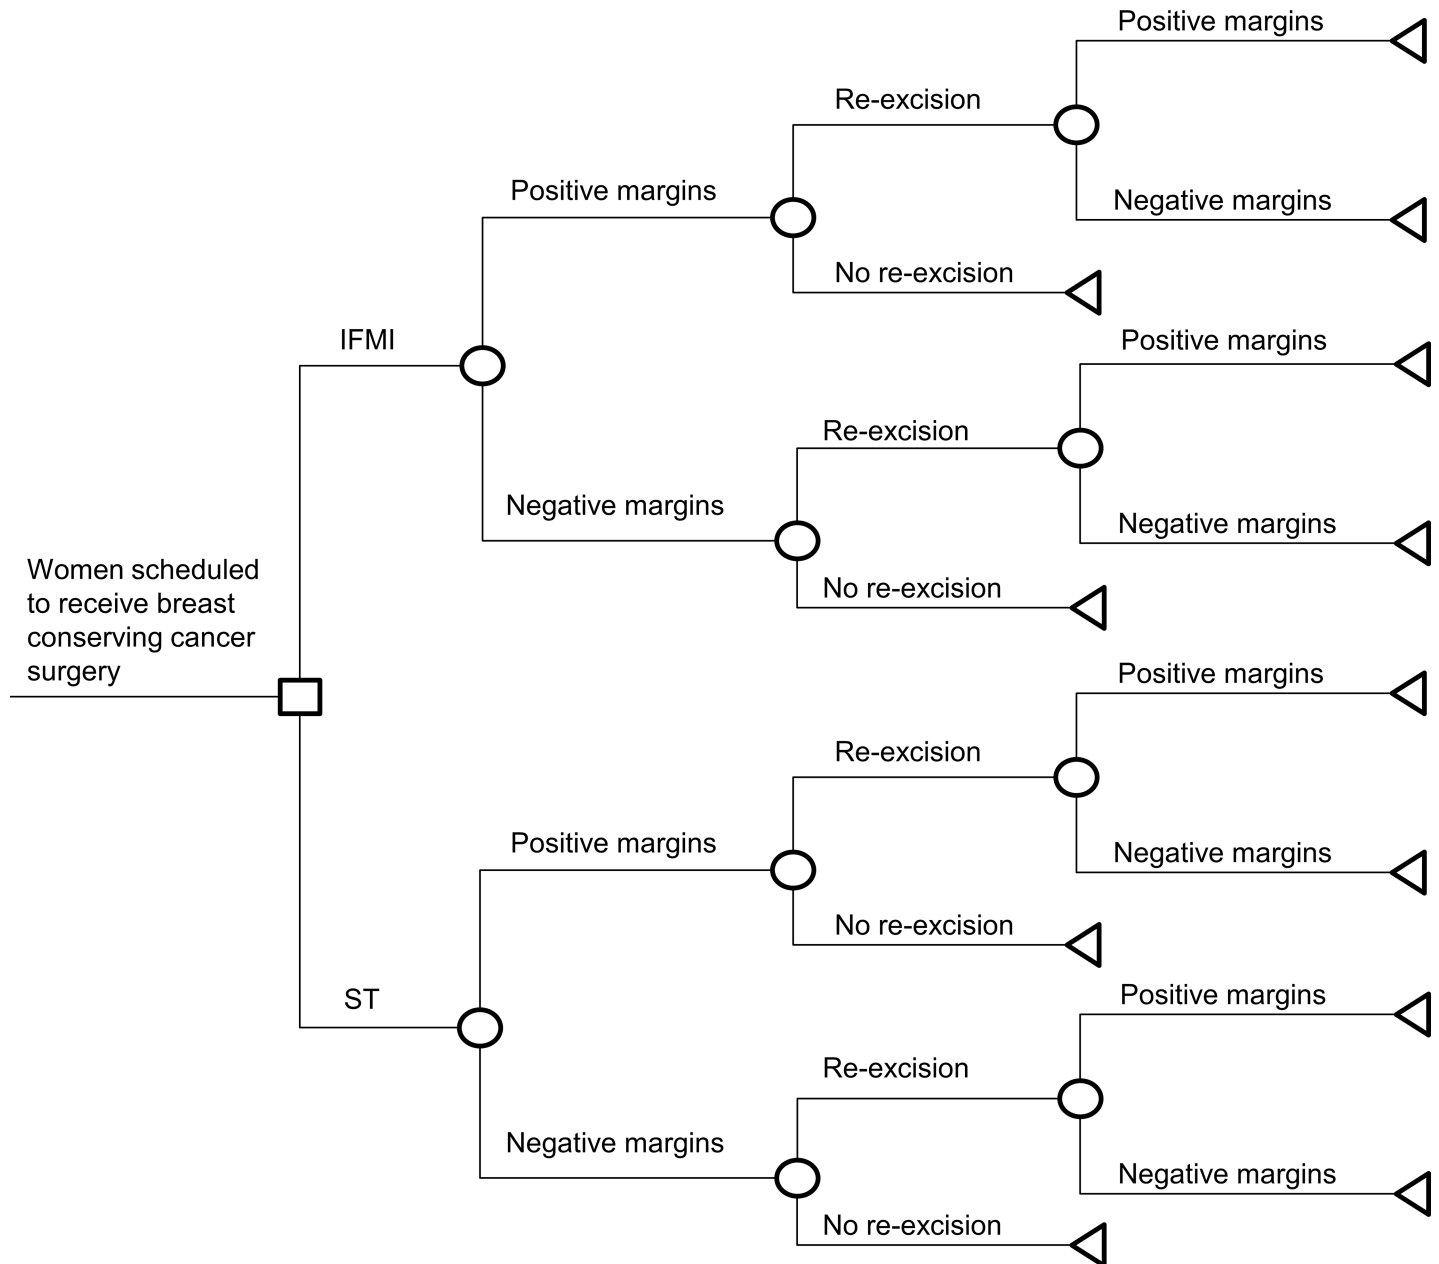 Positive margins
Re-excision
Positive margins
Negative margins
No re-excision
IFMI
Positive margins
Re-excision
Negative margins
Negative margins
No re-excision
Women scheduled
to receive breast
conserving cancer
surgery
Positive margins
Re-excision
Positive margins
Negative margins
No re-excision
ST
Positive margins
Re-excision
Negative margins
Negative margins
No re-excision